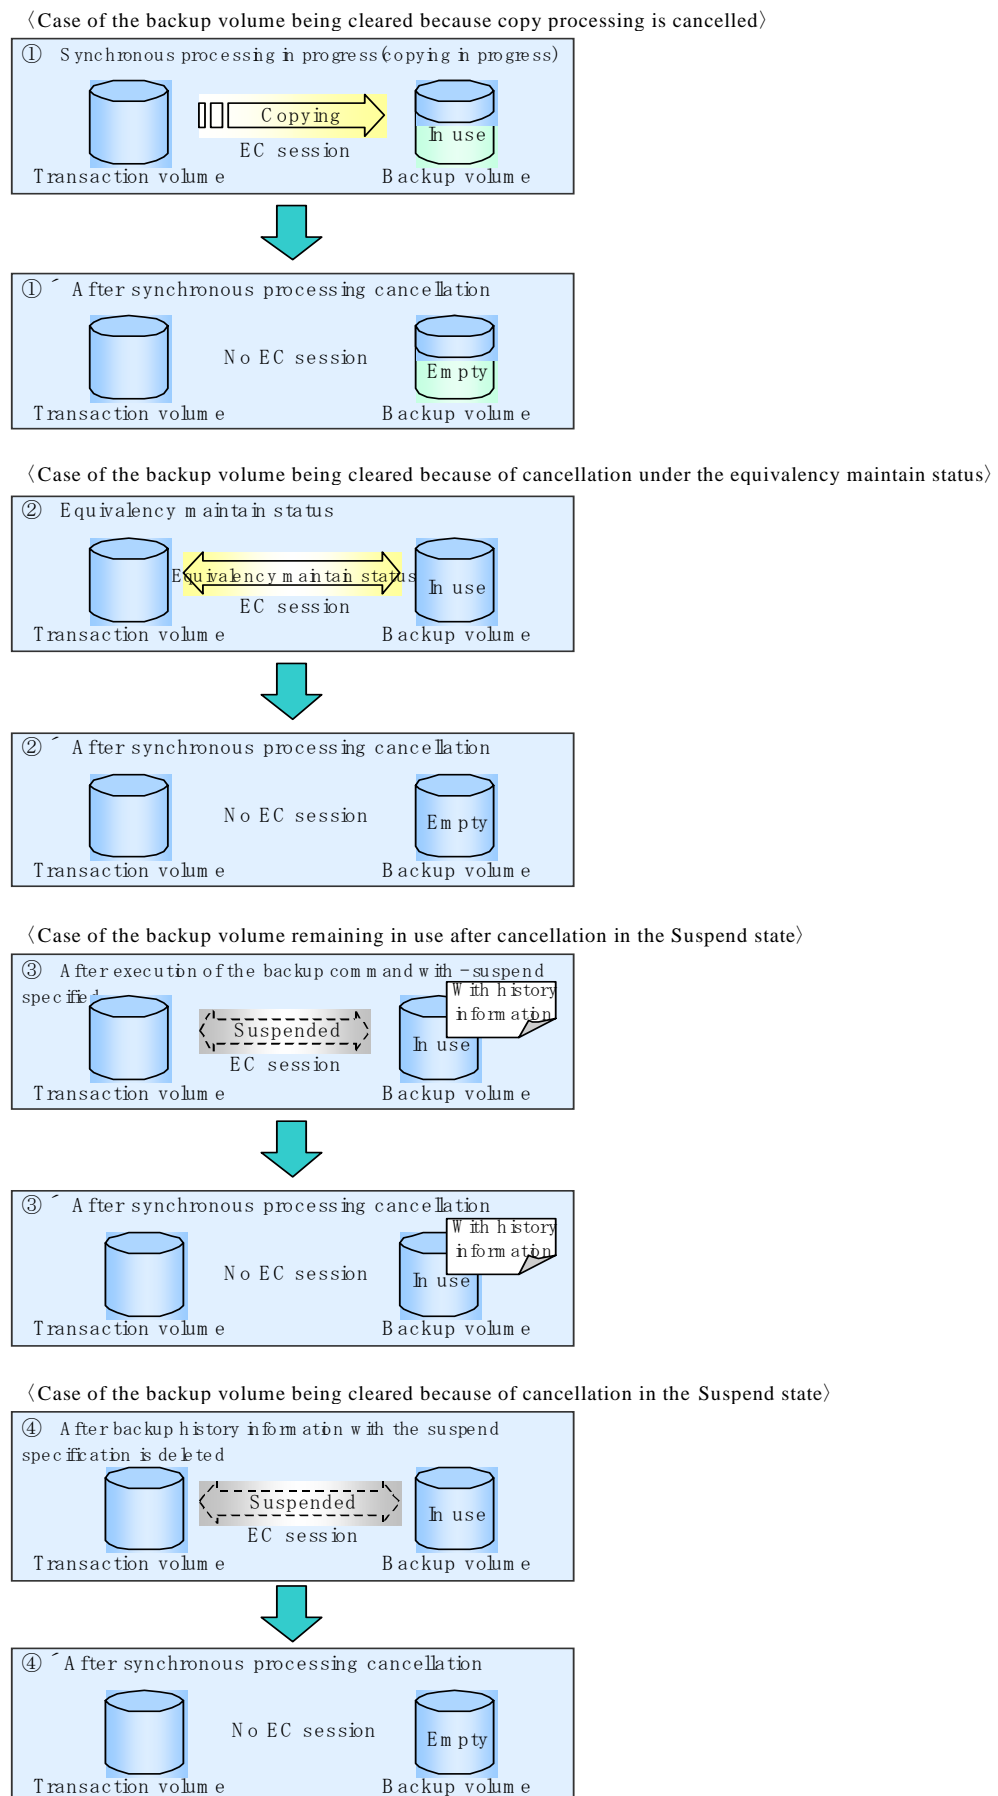 〈Case of the backup volume being cleared because copy processing is cancelled〉
① Synchronous processing in progress(copying in progress)
Copying
In use
EC session
Transaction volume
Backup volume
①´ After synchronous processing cancellation
No EC session
Empty
Transaction volume
Backup volume
〈Case of the backup volume being cleared because of cancellation under the equivalency maintain status〉
② Equivalency maintain status
Equivalency maintain status
In use
EC session
Transaction volume
Backup volume
②´ After synchronous processing cancellation
No EC session
Empty
Transaction volume
Backup volume
〈Case of the backup volume remaining in use after cancellation in the Suspend state〉
③ After execution of the backup command with -suspend
specified
With history
information
Suspended
In use
EC session
Transaction volume
Backup volume
③´ After synchronous processing cancellation
With history
information
No EC session
In use
Transaction volume
Backup volume
〈Case of the backup volume being cleared because of cancellation in the Suspend state〉
④ After backup history information with the suspend
specification is deleted
Suspended
In use
EC session
Transaction volume
Backup volume
④´ After synchronous processing cancellation
No EC session
Empty
Transaction volume
Backup volume